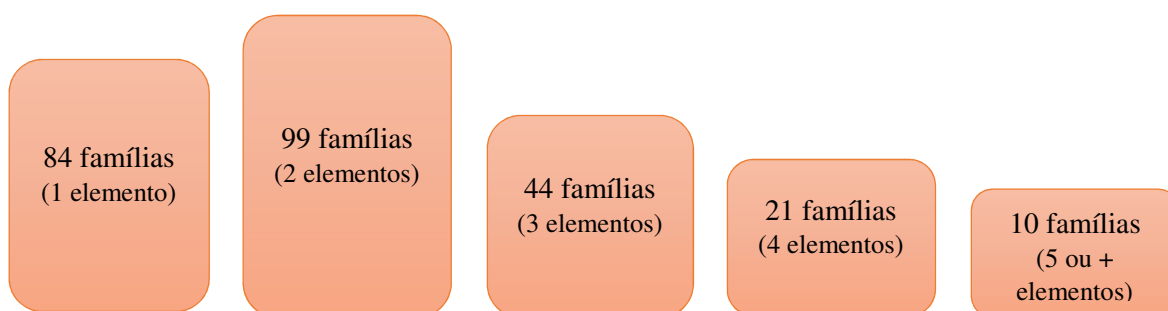 84 famílias
(1 elemento)
99 famílias
(2 elementos)
44 famílias
(3 elementos)
21 famílias
(4 elementos)
10 famílias
(5 ou +
elementos)